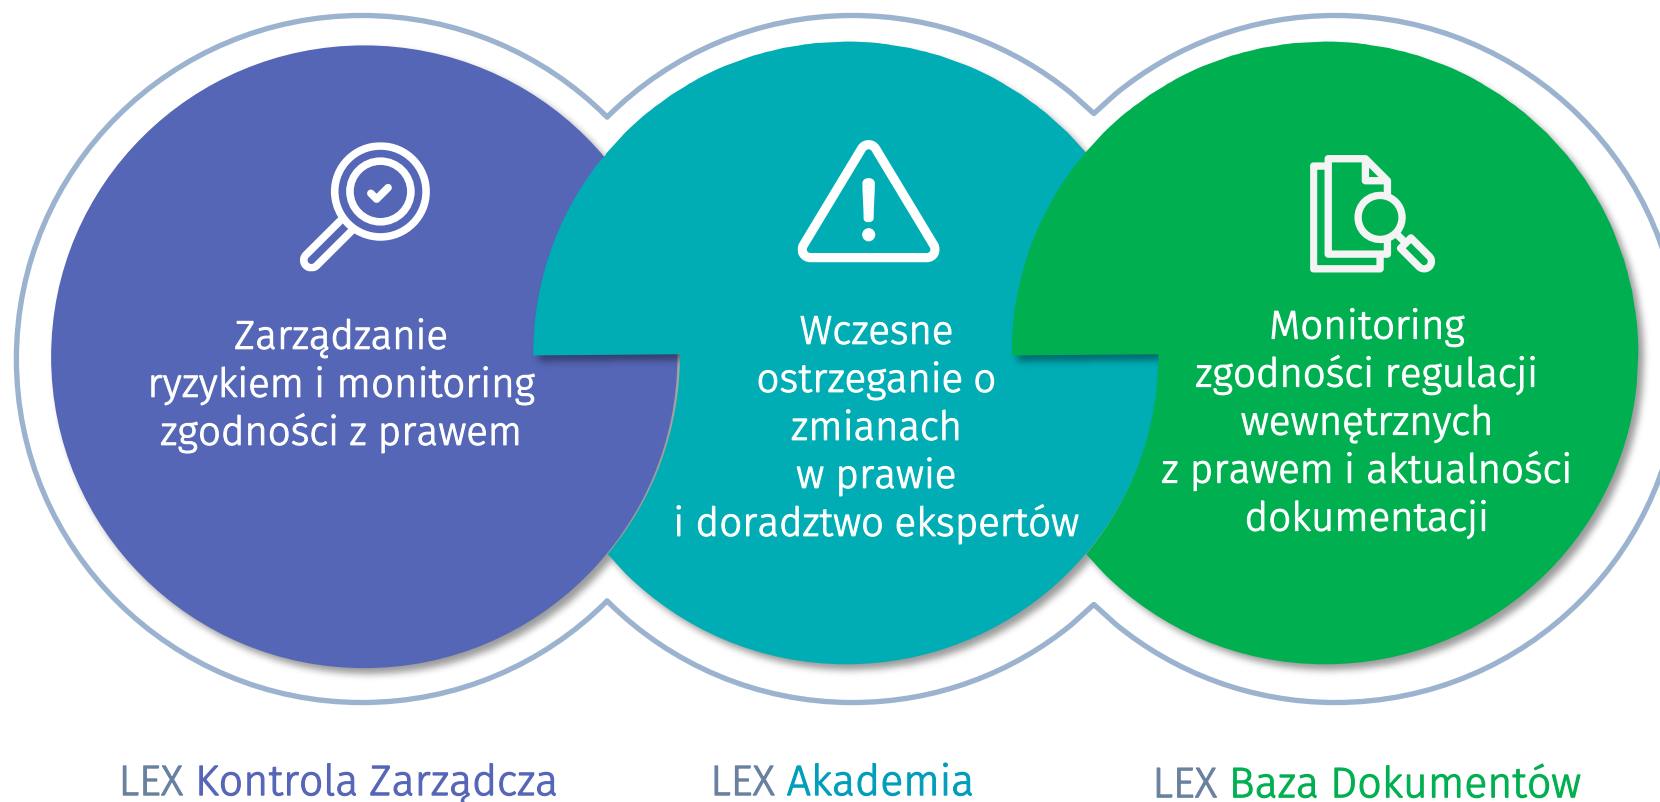 Zarządzanie
ryzykiem i monitoring
zgodności z prawem
Wczesne
ostrzeganie o
zmianach
w prawie
i doradztwo ekspertów
Monitoring
zgodności regulacji
wewnętrznych
z prawem i aktualności
dokumentacji
LEX Kontrola Zarządcza
LEX Akademia
LEX Baza Dokumentów